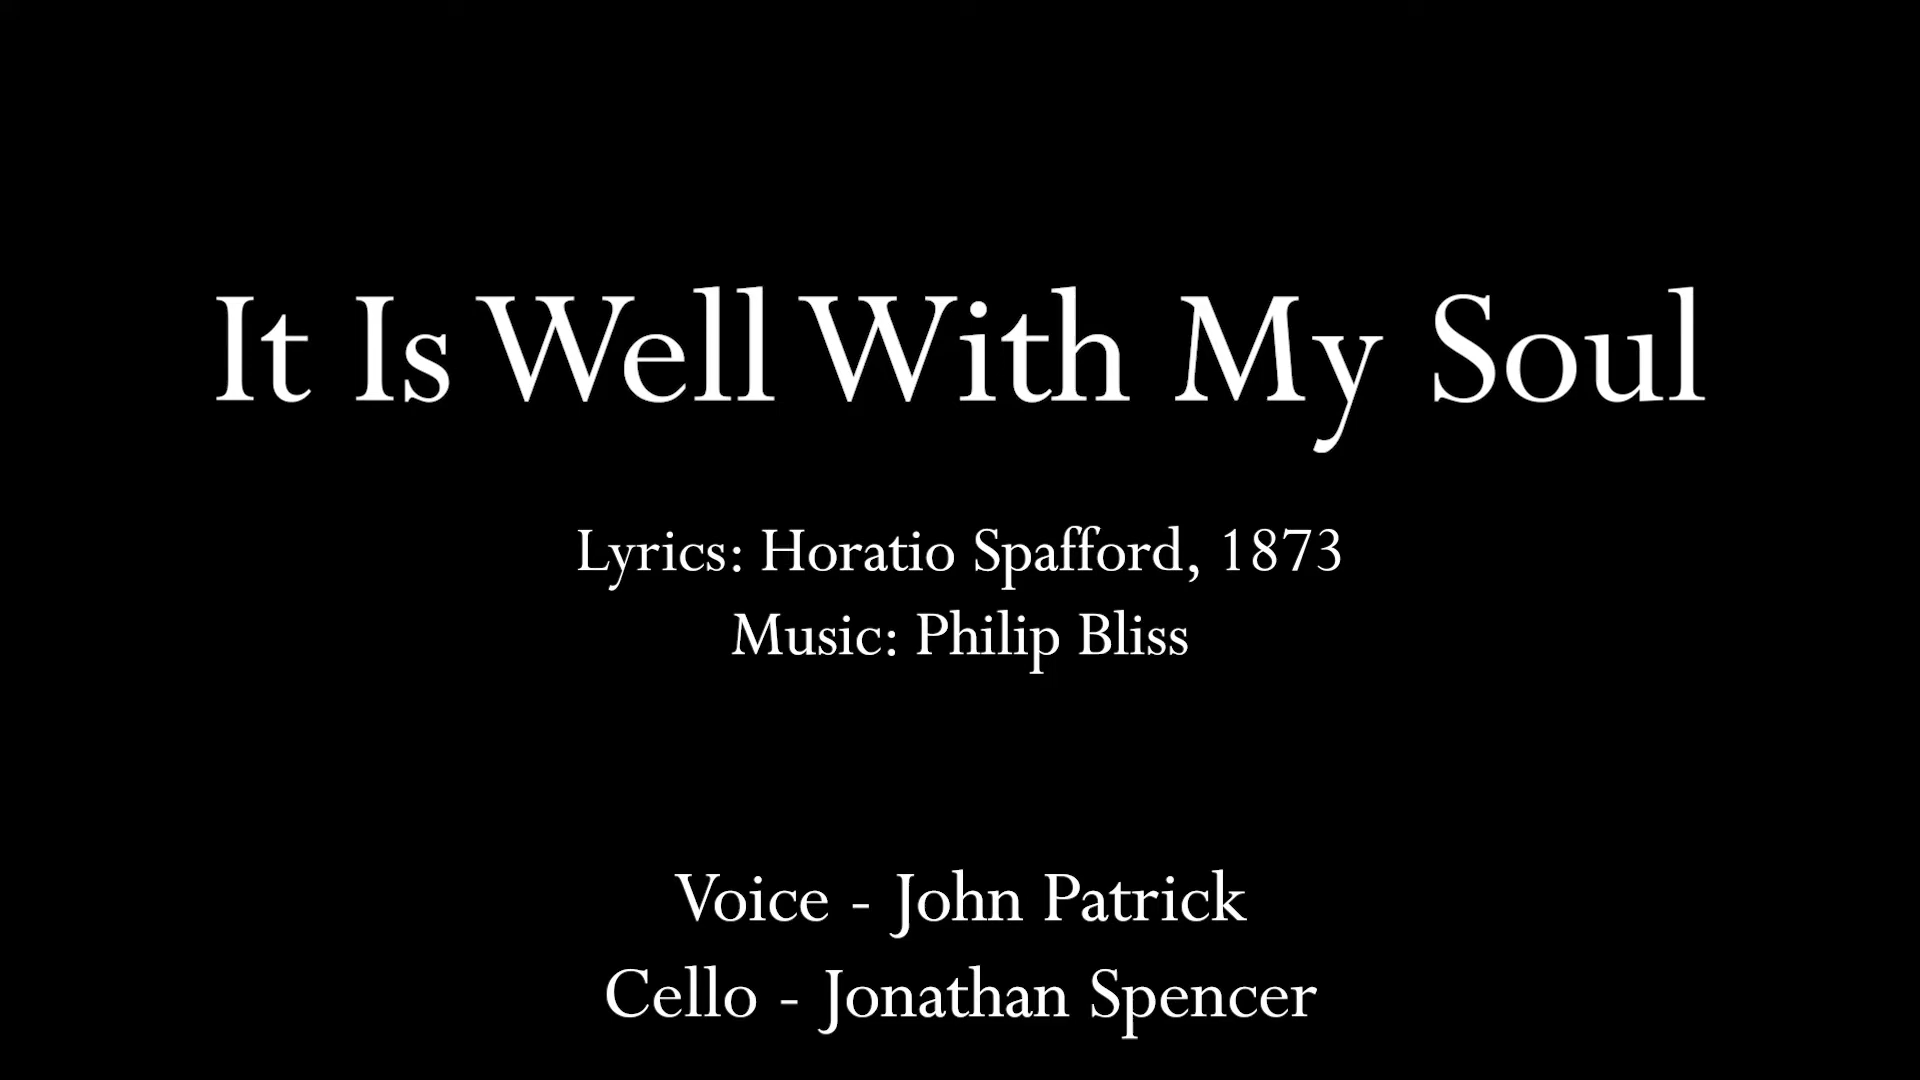 It Is Well With My Soul
Lyrics: Horatio Spafford, 1873
Music: Philip Bliss
Voice - John Patrick
Cello - Jonathan Spencer